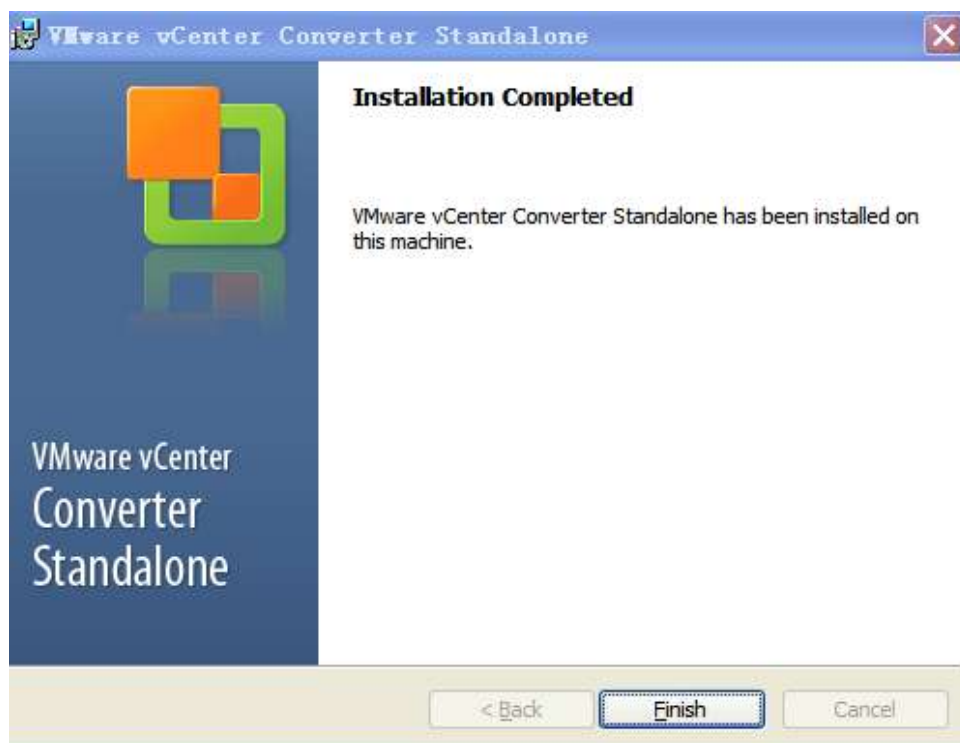 VMware vCenter Converter Standalone
Installation Completed
VMware vCenter Converter Standalone has been installed on
this machine.
VMware vCenter
Converter
Standalone
< Back
Finish
Cancel